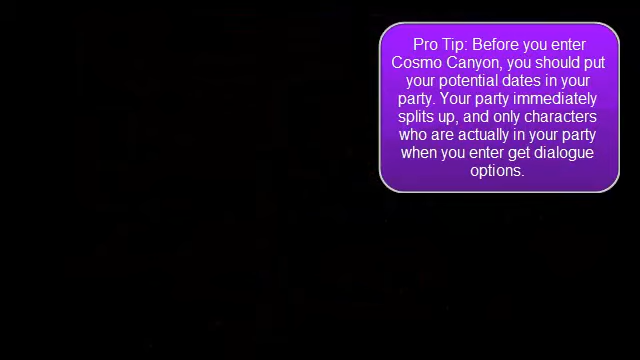 Pro Tip: Before you enter
Cosmo Canyon, you should put
your potential dates in your
party. Your party immediately
splits up, and only characters
who are actually in your party
when you enter get dialogue
options.